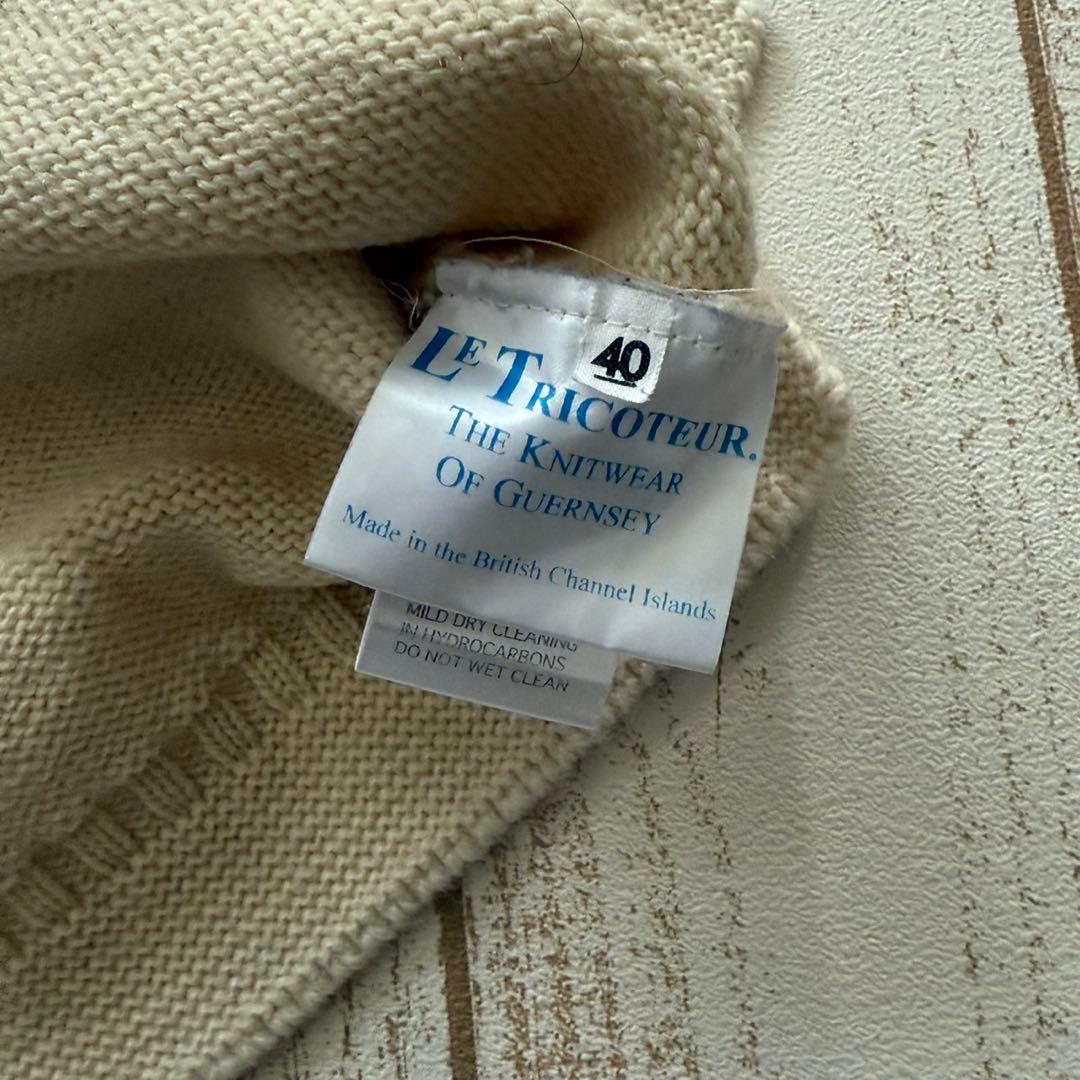 40
LE TRICOTEUR.
THE KNITWEAR
OF GUERNSEY
Made in the British Channel Islands
MILD DRY CLEANING
IN HYDROCARBONS
DO NOT WET CLEAN